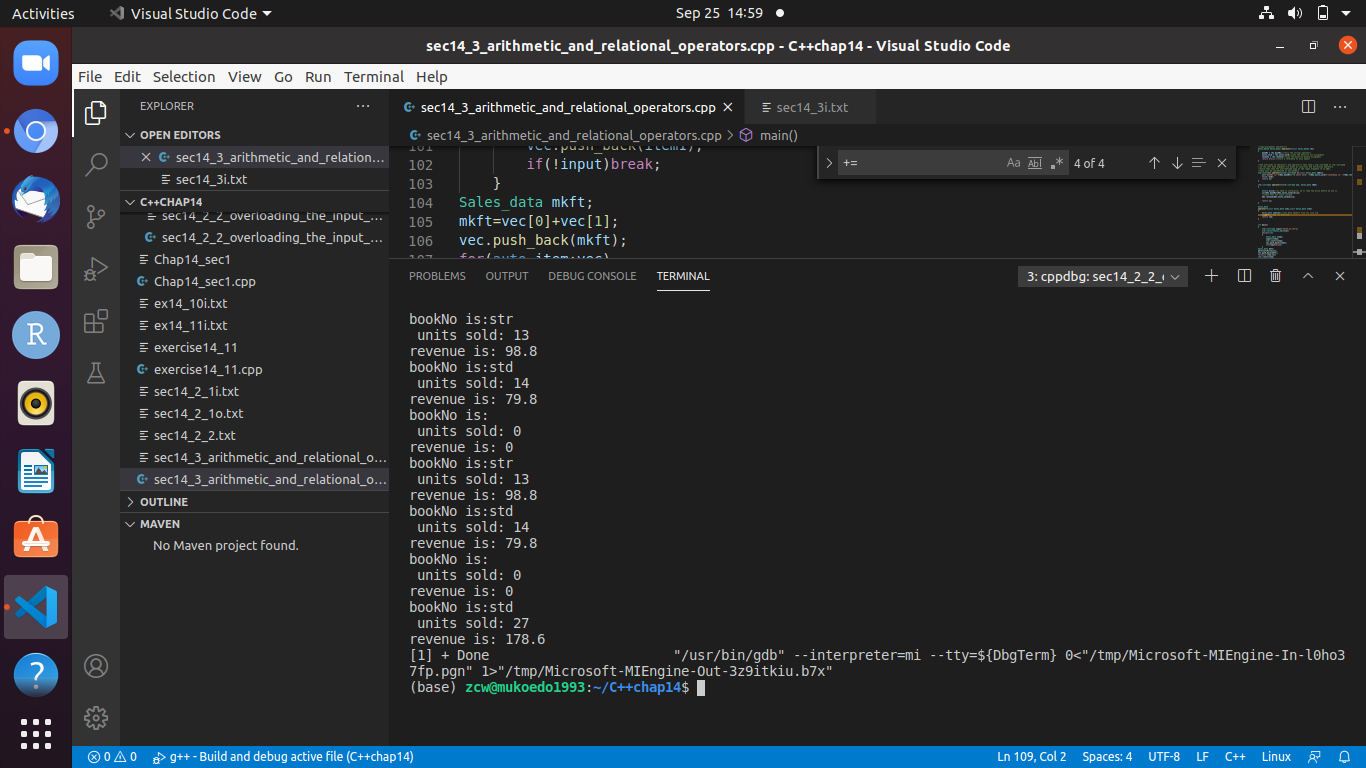 Activities
Visual Studio Code
Sep 25 14:59
sec14_3_arithmetic_and_relational_operators.cpp - C++chap14 - Visual Studio Code
File Edit Selection View Go Run Terminal Help
EXPLORER
OPEN EDITORS
sec14_3_arithmetic_and_relation...
sec14_3i.txt
C++CHAP14
sec14_2_2_overloading_the_input_...
sec14_2_2_overloading_the_input_...
Chap14_sec1
Chap14_sec1.cpp
ex14_10i.txt
ex14_11i.txt
exercise14_11
exercise14_11.cpp
sec14_2_1i.txt
sec14_2_1o.txt
sec14_2_2.txt
sec14_3_arithmetic_and_relational_o...
sec14_3_arithmetic_and_relational_o...
OUTLINE
MAVEN
No Maven project found.
sec14_3_arithmetic_and_relational_operators.cpp
sec14_3i.txt
sec14_3_arithmetic_and_relational_operators.cpp > main()
+=
Aa Abl .*
4 of 4
101 vec.push_back(item1);
102 if(!input)break;
103 }
104 Sales_data mkft;
105 mkft=vec[0]+vec[1];
106 vec.push_back(mkft);
107 for(auto item:vec)
PROBLEMS OUTPUT DEBUG CONSOLE TERMINAL
3: cppdbg: sec14_2_2_
bookNo is:str
units sold: 13
revenue is: 98.8
bookNo is:std
units sold: 14
revenue is: 79.8
bookNo is:
units sold: 0
revenue is: 0
bookNo is:str
units sold: 13
revenue is: 98.8
bookNo is:std
units sold: 14
revenue is: 79.8
bookNo is:
units sold: 0
revenue is: 0
bookNo is:std
units sold: 27
revenue is: 178.6
[1] + Done "/usr/bin/gdb" --interpreter=mi --tty=${DbgTerm} 0<"/tmp/Microsoft-MIEngine-In-l0ho3
7fp.pgn" 1>"/tmp/Microsoft-MIEngine-Out-3z9itkiu.b7x"
(base) zcw@mukoedo1993:~/C++chap14$
R
?
0 0 g++ - Build and debug active file (C++chap14)
Ln 109, Col 2 Spaces: 4 UTF-8 LF C++ Linux